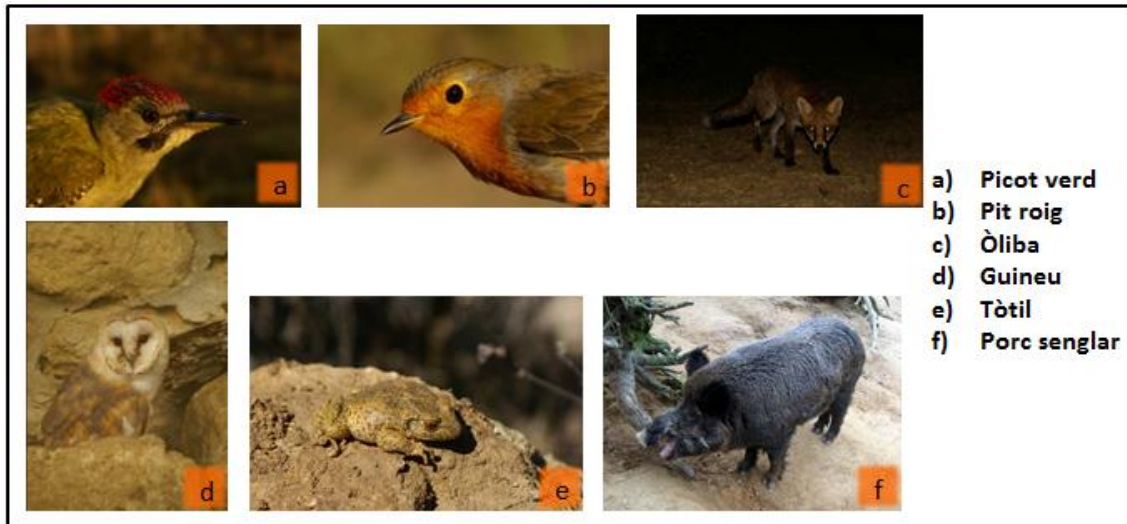 a
b
c
a) Picot verd
b) Pit roig
c) Òliba
d) Guineu
e) Tòtil
f) Porc senglar
d
e
f